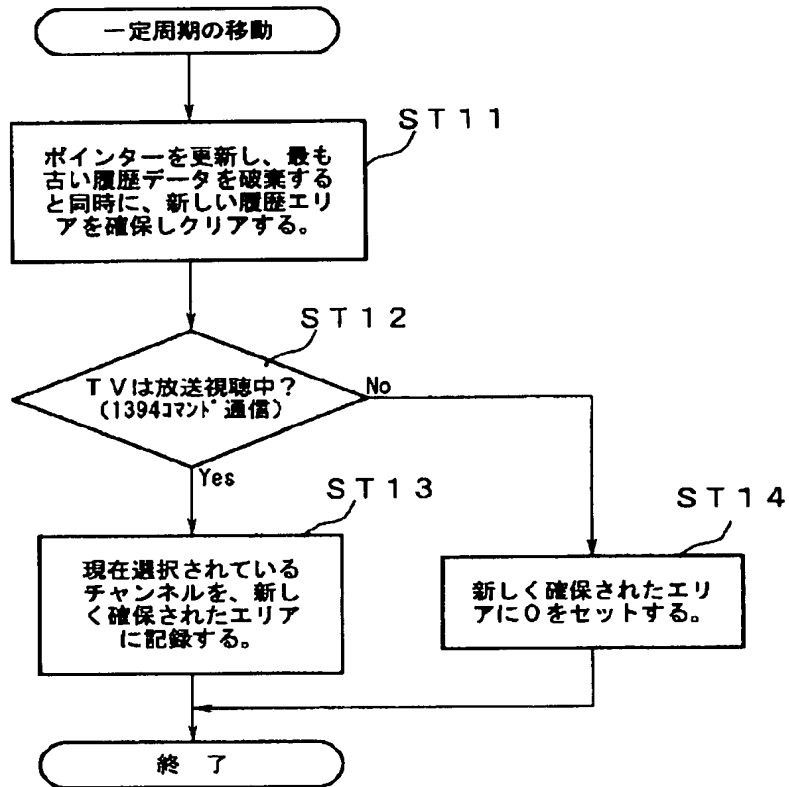 一定周期の移動
ST11
ポインターを更新し、最も
古い履歴データを破棄する
と同時に、新しい履歴エリ
アを確保しクリアする。
ST12
TVは放送視聴中?
(1394ｺﾏﾝﾄﾞ通信)
No
Yes
ST13
現在選択されている
チャンネルを、新し
く確保されたエリア
に記録する。
ST14
新しく確保されたエリ
アに0をセットする。
終 了